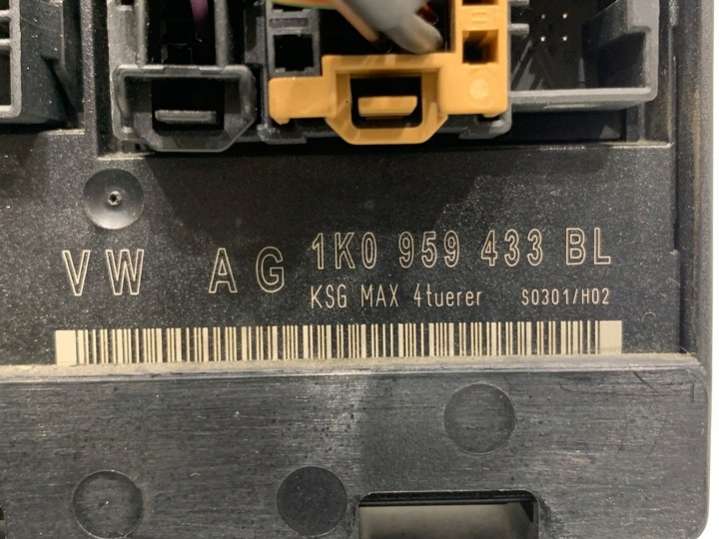 VW AG 1K0 959 433 BL
KSG MAX 4tuerer S0301/H02